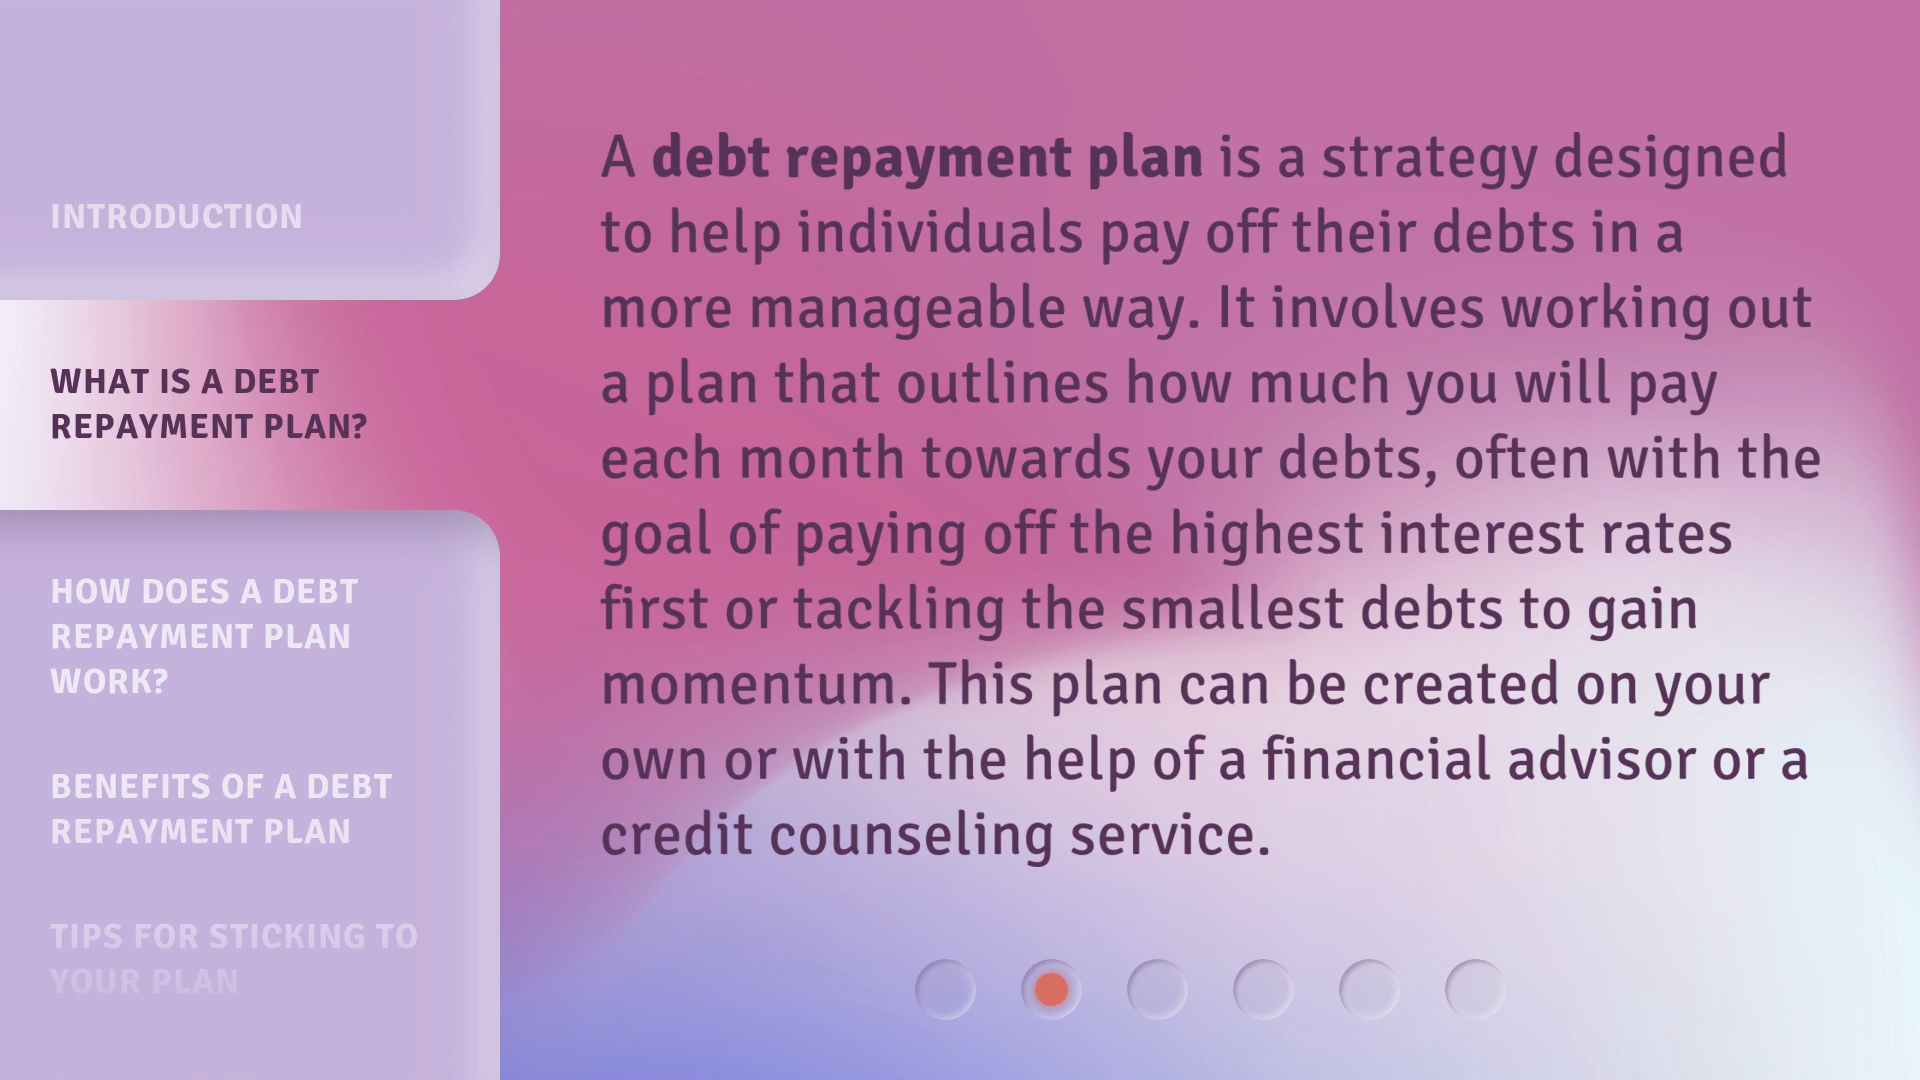 INTRODUCTION
WHAT IS A DEBT
REPAYMENT PLAN?
HOW DOES A DEBT
REPAYMENT PLAN
WORK?
BENEFITS OF A DEBT
REPAYMENT PLAN
TIPS FOR STICKING TO
YOUR PLAN
A debt repayment plan is a strategy designed
to help individuals pay off their debts in a
more manageable way. It involves working out
a plan that outlines how much you will pay
each month towards your debts, often with the
goal of paying off the highest interest rates
first or tackling the smallest debts to gain
momentum. This plan can be created on your
own or with the help of a financial advisor or a
credit counseling service.